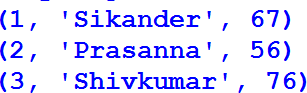 (1, 'Sikander', 67)
(2, 'Prasanna', 56)
(3, 'Shivkumar', 76)